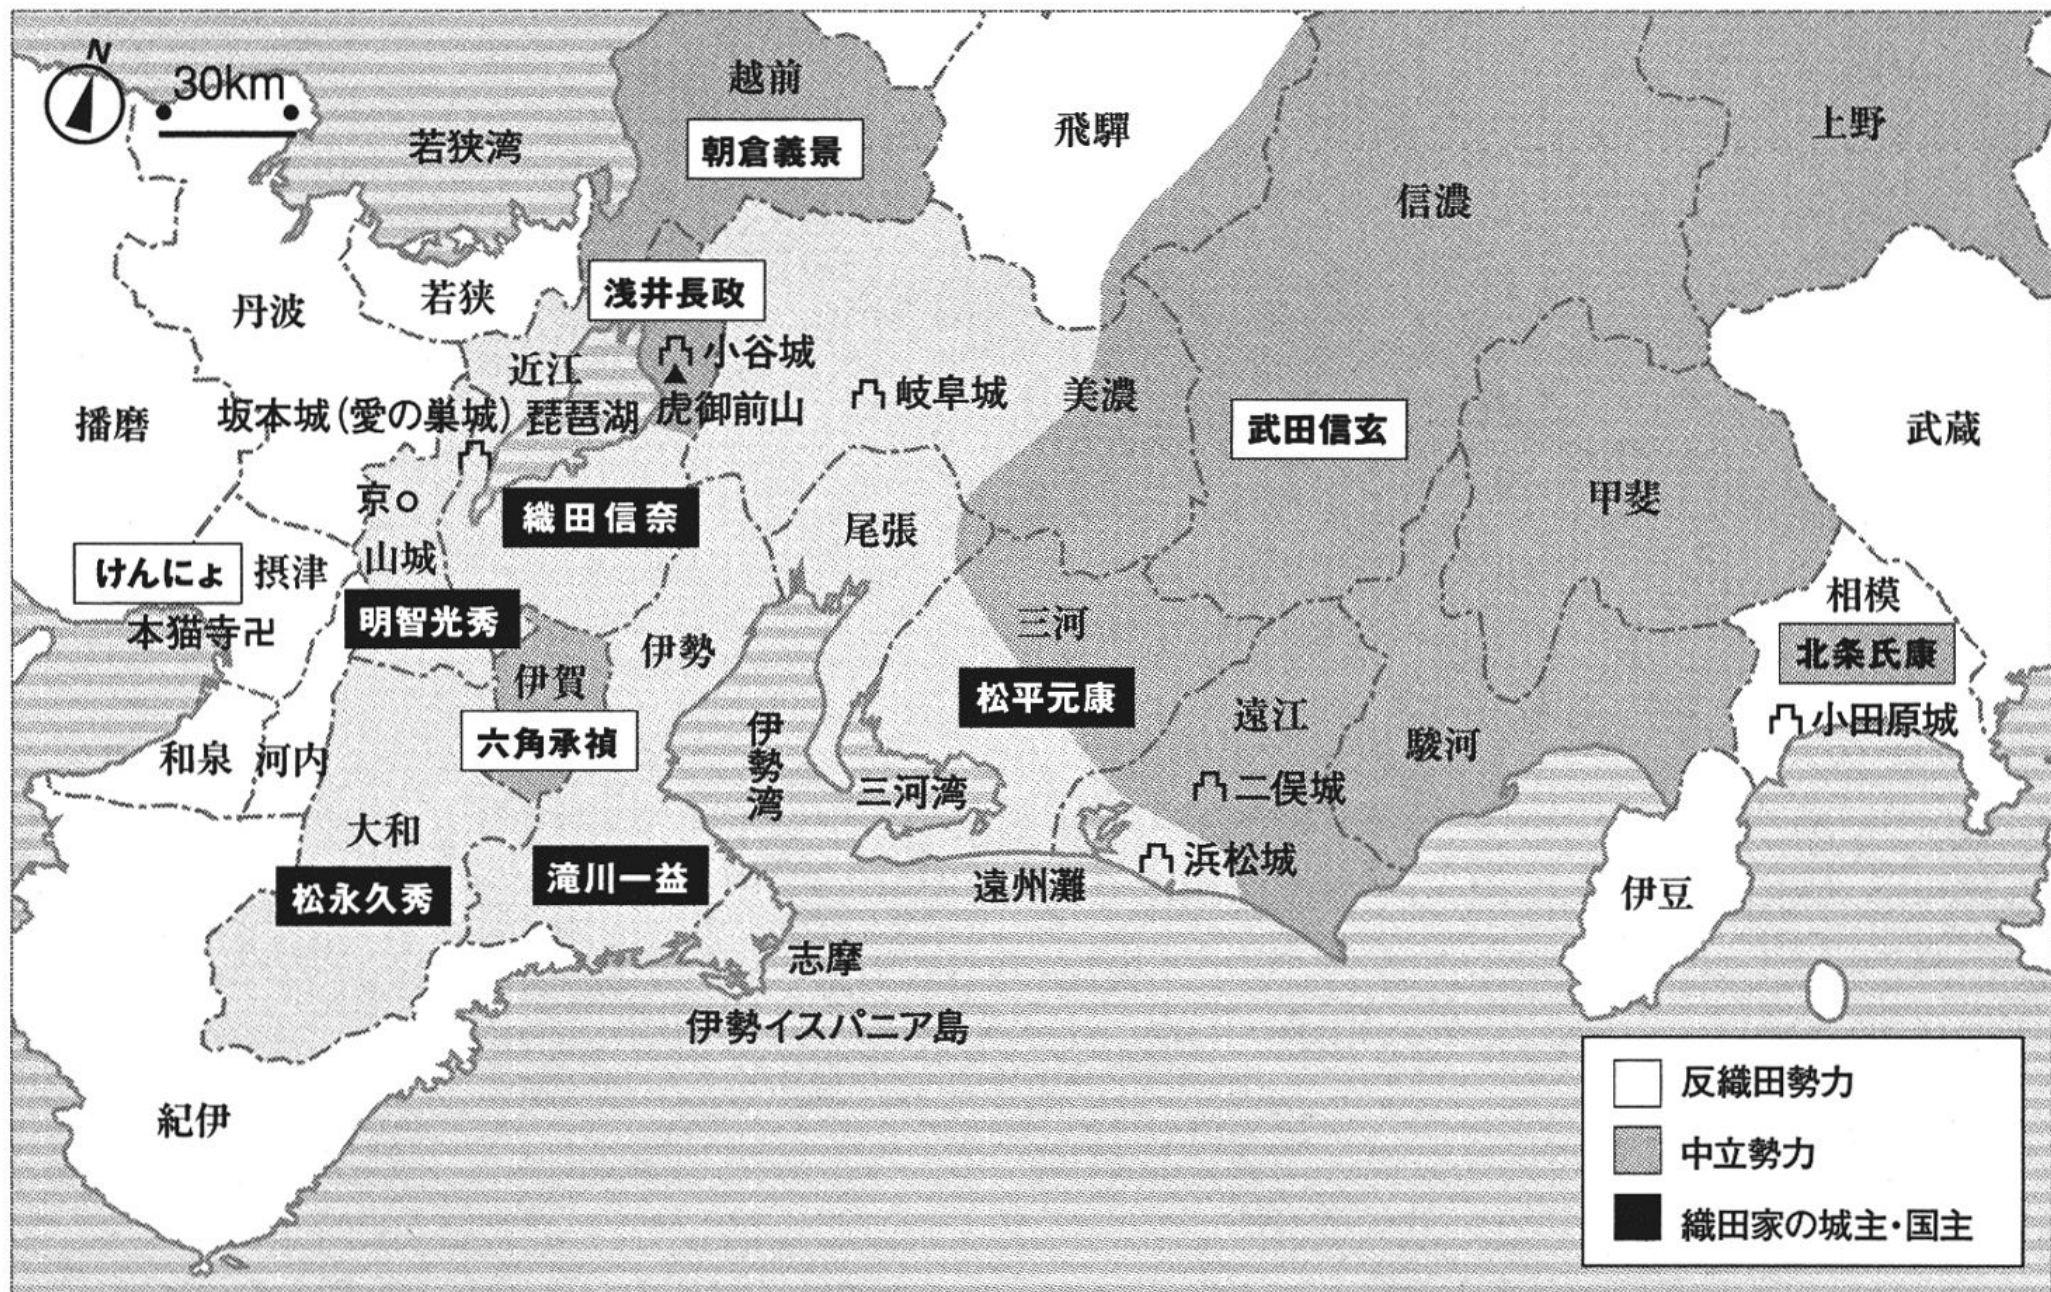 N
30km
若狭湾
越前
朝倉義景
飛驒
信濃
上野
丹波
若狭
浅井長政
近江
小谷城
虎御前山
岐阜城
美濃
武田信玄
武蔵
播磨
坂本城(愛の巣城)
琵琶湖
京
織田信奈
尾張
甲斐
けんにょ
摂津
山城
本猫寺卍
明智光秀
伊賀
伊勢
三河
相模
北条氏康
六角承禎
松平元康
遠江
駿河
小田原城
和泉
河内
伊勢湾
三河湾
二俣城
大和
滝川一益
遠州灘
浜松城
松永久秀
伊豆
志摩
伊勢イスパニア島
紀伊
反織田勢力
中立勢力
織田家の城主・国主